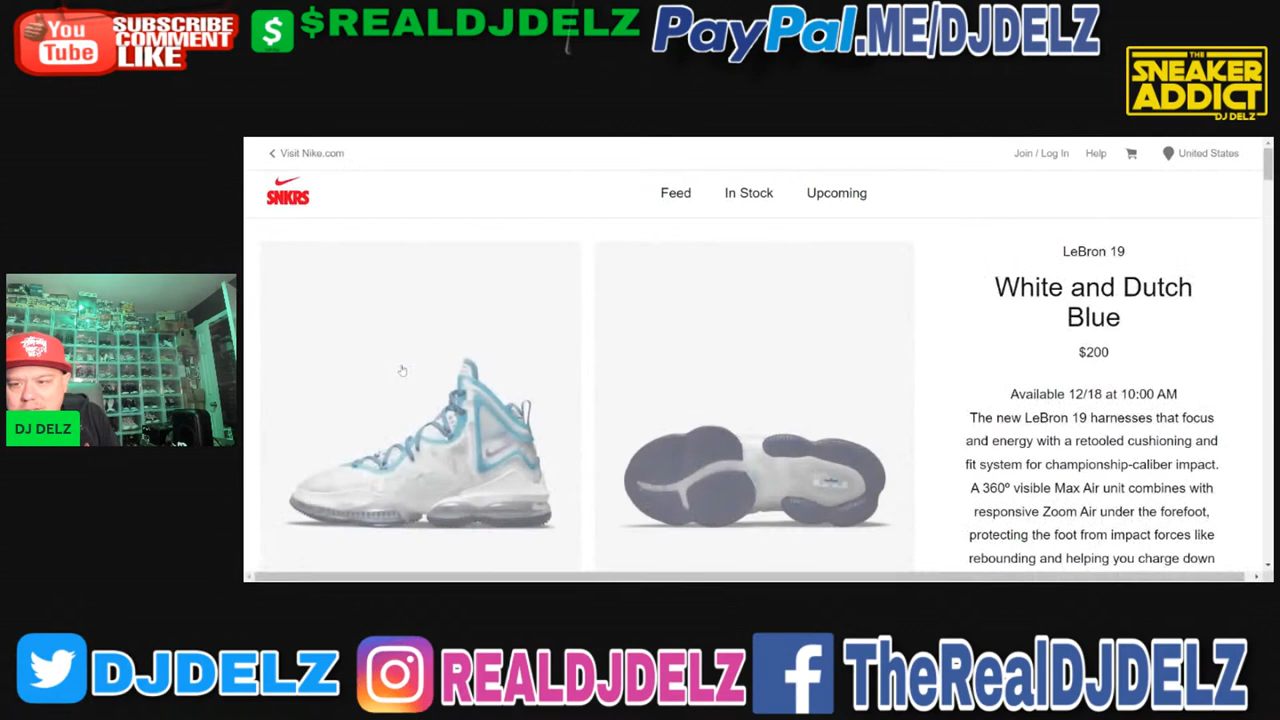 You Tube
SUBSCRIBE
COMMENT
LIKE
$ $REALDJDELZ
PayPal.ME/DJDELZ
THE
SNEAKER
ADDICT
DJ DELZ
Visit Nike.com
Join / Log In Help United States
SNKRS
Feed In Stock Upcoming
LeBron 19
White and Dutch
Blue
$200
Available 12/18 at 10:00 AM
The new LeBron 19 harnesses that focus
and energy with a retooled cushioning and
fit system for championship-caliber impact.
A 360º visible Max Air unit combines with
responsive Zoom Air under the forefoot,
protecting the foot from impact forces like
rebounding and helping you charge down
DJ DELZ
DJDELZ
REALDJDELZ
f TheRealDJDELZ